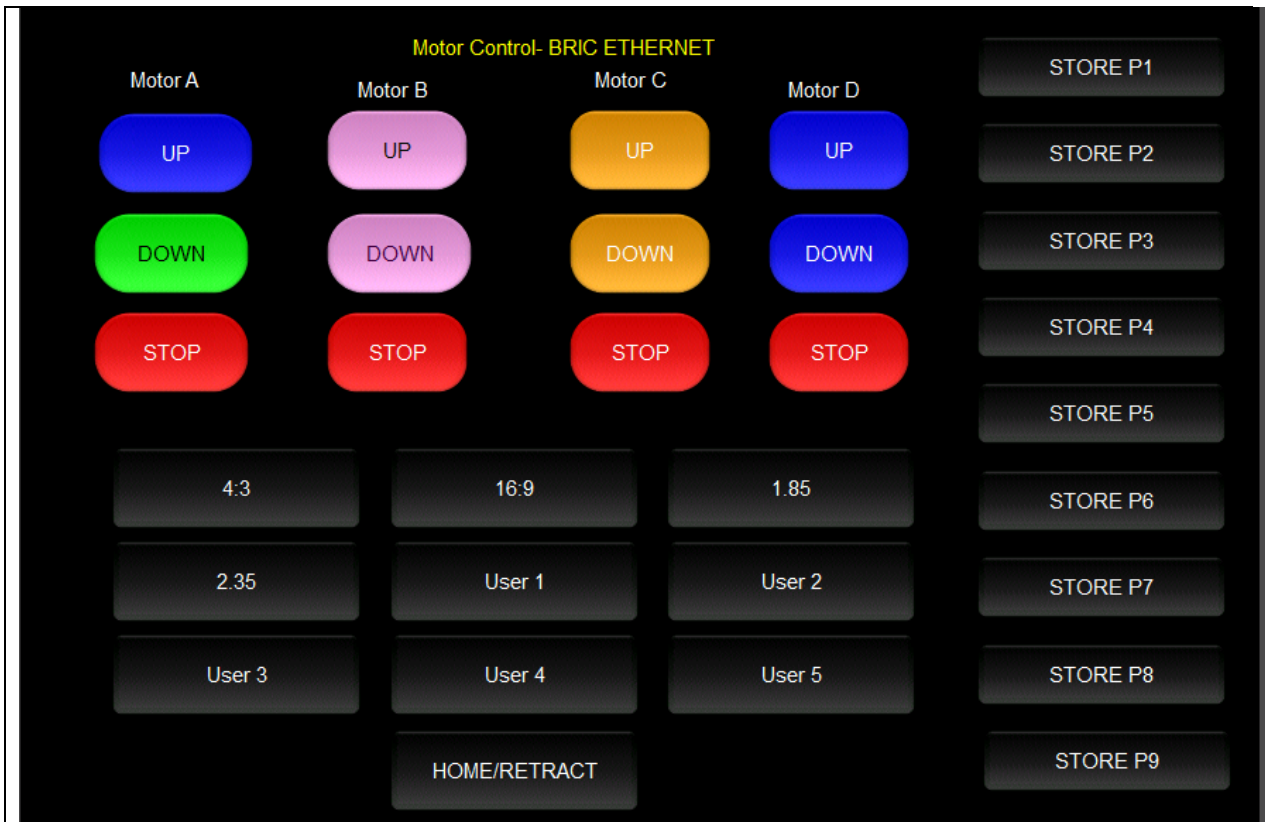 Motor Control- BRIC ETHERNET
Motor A
Motor B
Motor C
Motor D
UP
UP
UP
UP
DOWN
DOWN
DOWN
DOWN
STOP
STOP
STOP
STOP
4:3
16:9
1.85
2.35
User 1
User 2
User 3
User 4
User 5
HOME/RETRACT
STORE P1
STORE P2
STORE P3
STORE P4
STORE P5
STORE P6
STORE P7
STORE P8
STORE P9